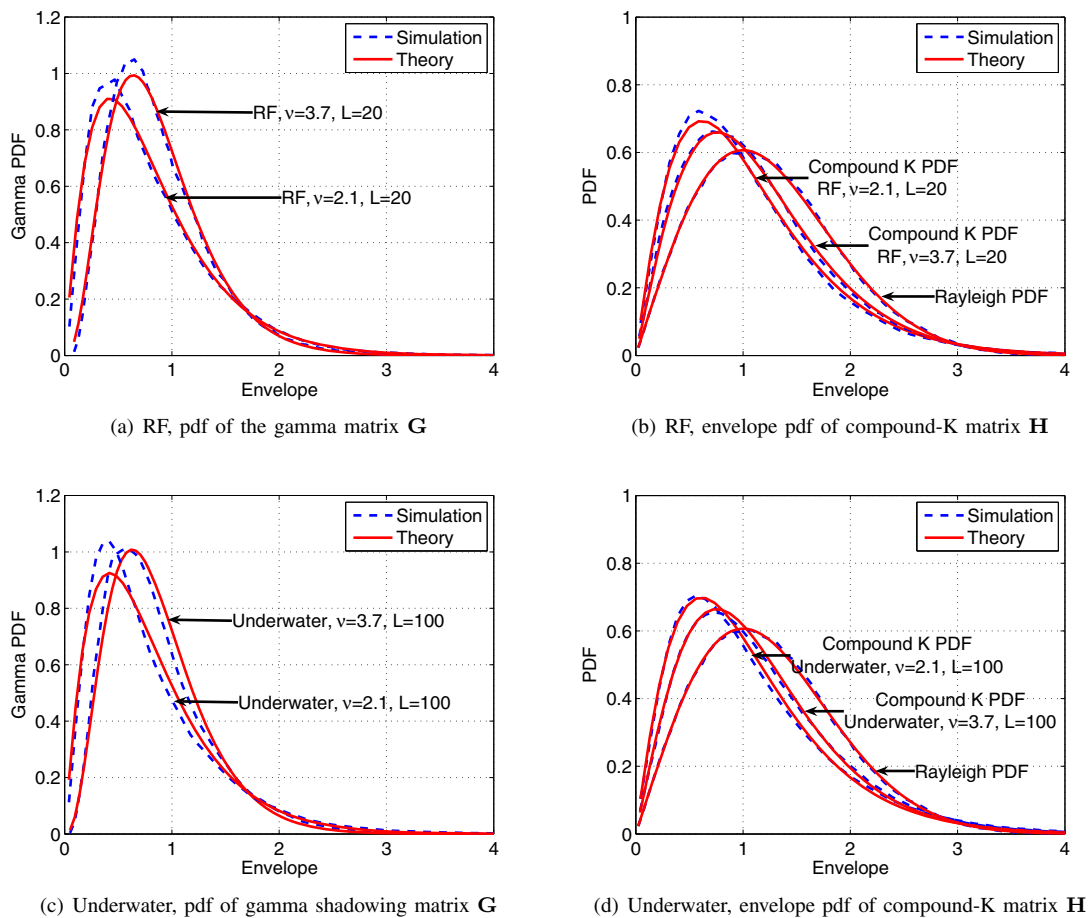 1.2
1
0.8
0.6
0.4
0.2
0
Gamma PDF
Simulation
Theory
RF, ν=3.7, L=20
RF, ν=2.1, L=20
0 1 2 3 4
Envelope
(a) RF, pdf of the gamma matrix G
1
0.8
0.6
0.4
0.2
0
PDF
Simulation
Theory
Compound K PDF
RF, ν=2.1, L=20
Compound K PDF
RF, ν=3.7, L=20
Rayleigh PDF
0 1 2 3 4
Envelope
(b) RF, envelope pdf of compound-K matrix H
1.2
1
0.8
0.6
0.4
0.2
0
Gamma PDF
Simulation
Theory
Underwater, ν=3.7, L=100
Underwater, ν=2.1, L=100
0 1 2 3 4
Envelope
(c) Underwater, pdf of gamma shadowing matrix G
1
0.8
0.6
0.4
0.2
0
PDF
Simulation
Theory
Compound K PDF
Underwater, ν=2.1, L=100
Compound K PDF
Underwater, ν=3.7, L=100
Rayleigh PDF
0 1 2 3 4
Envelope
(d) Underwater, envelope pdf of compound-K matrix H